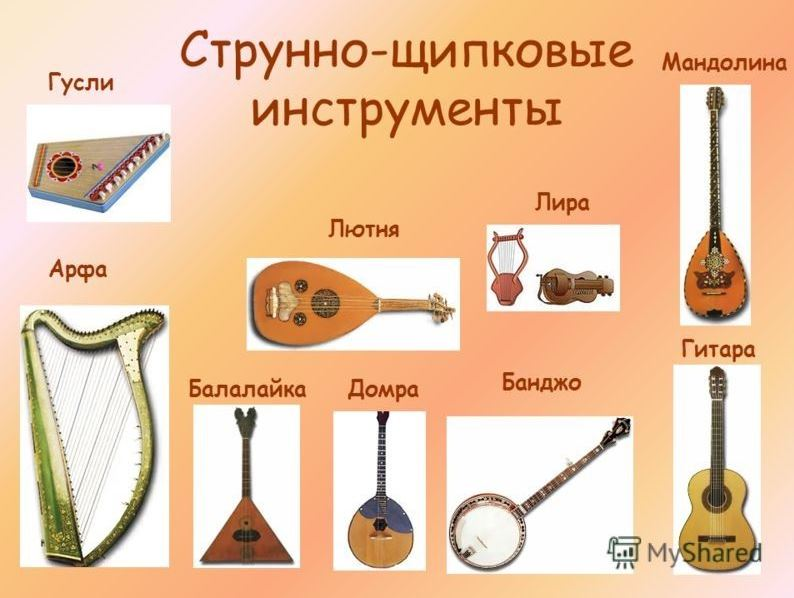 Струнно-щипковые
инструменты
Гусли
Мандолина
Лира
Лютня
Арфа
Гитара
Балалайка
Домра
Банджо
MyShared